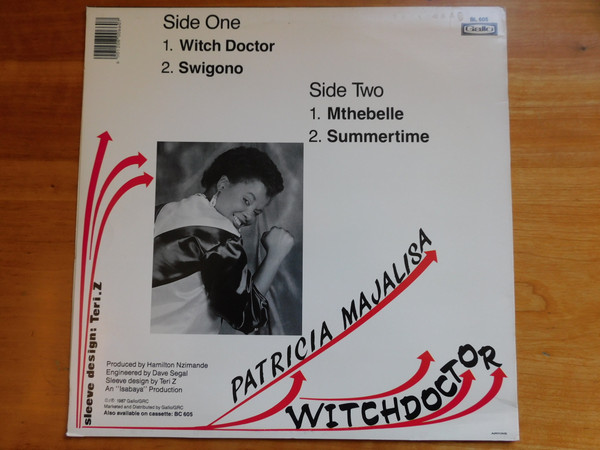 Side One
1. Witch Doctor
2. Swigono
BL 605
Gallo
Side Two
1. Mthebelle
2. Summertime
PATRICIA MAJALISA
WITCHDOCTOR
sleeve design: Teri.Z
Produced by Hamilton Nzimande
Engineered by Dave Segal
Sleeve design by Teri Z
An "Isabaya" Production
℗ 1987 Gallo/GRC
Marketed and Distributed by Gallo/GRC
Also available on cassette: BC 605